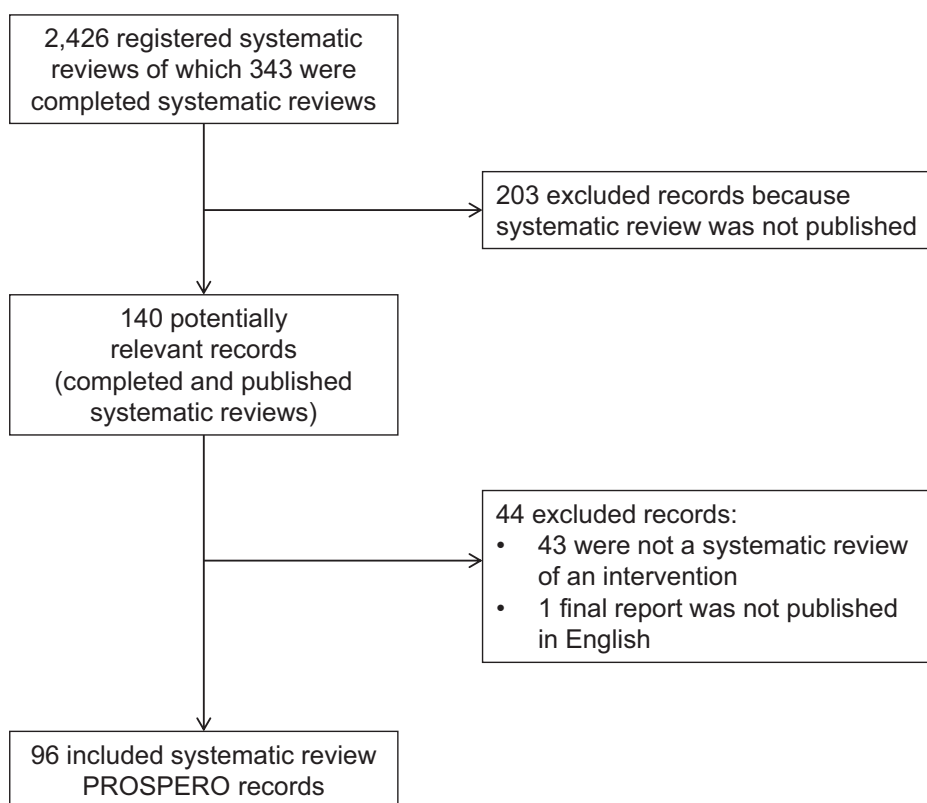 2,426 registered systematic
reviews of which 343 were
completed systematic reviews
203 excluded records because
systematic review was not published
140 potentially
relevant records
(completed and published
systematic reviews)
44 excluded records:
• 43 were not a systematic review
of an intervention
• 1 final report was not published
in English
96 included systematic review
PROSPERO records